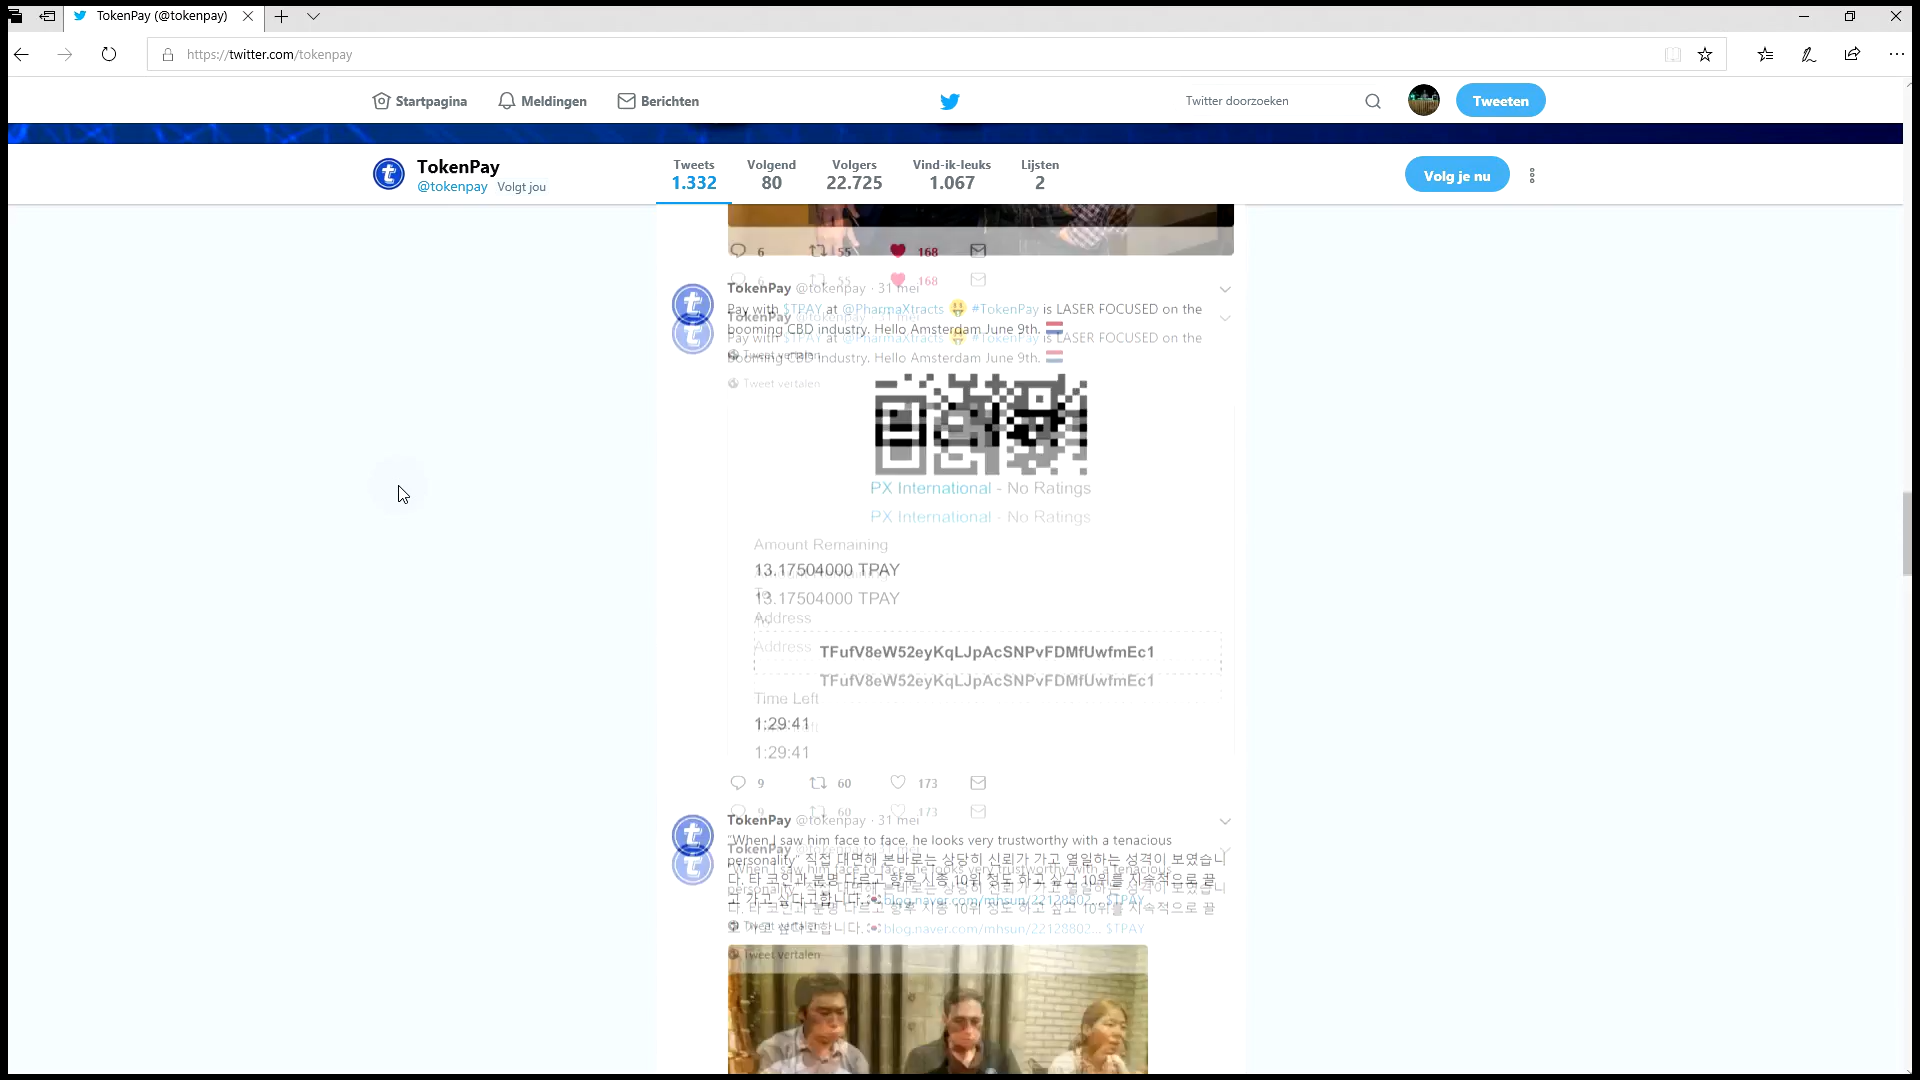 TokenPay (@tokenpay)
https://twitter.com/tokenpay
Startpagina
Meldingen
Berichten
Twitter doorzoeken
Tweeten
TokenPay
@tokenpay Volgt jou
Tweets
1.332
Volgend
80
Volgers
22.725
Vind-ik-leuks
1.067
Lijsten
2
Volg je nu
6 55 168
TokenPay @tokenpay · 31 mei
Pay with $TPAY at @PharmaXtracts #TokenPay is LASER FOCUSED on the
booming CBD industry. Hello Amsterdam June 9th.
Tweet vertalen
PX International - No Ratings
Amount Remaining
13.17504000 TPAY
To
Address
TFufV8eW52eyKqLJpAcSNPvFDMfUwfmEc1
Time Left
1:29:41
9 60 173
TokenPay @tokenpay · 31 mei
"When I saw him face to face, he looks very trustworthy with a tenacious
personality" 직접 대면해 본바로는 상당히 신뢰가 가고 열일하는 성격이 보였습니
다. 타 코인과 분명 다르고 향후 시총 10위 정도 하고 싶고 10위를 지속적으로 끌
고 가고 싶다고합니다. blog.naver.com/mhsun/22128802... $TPAY
Tweet vertalen